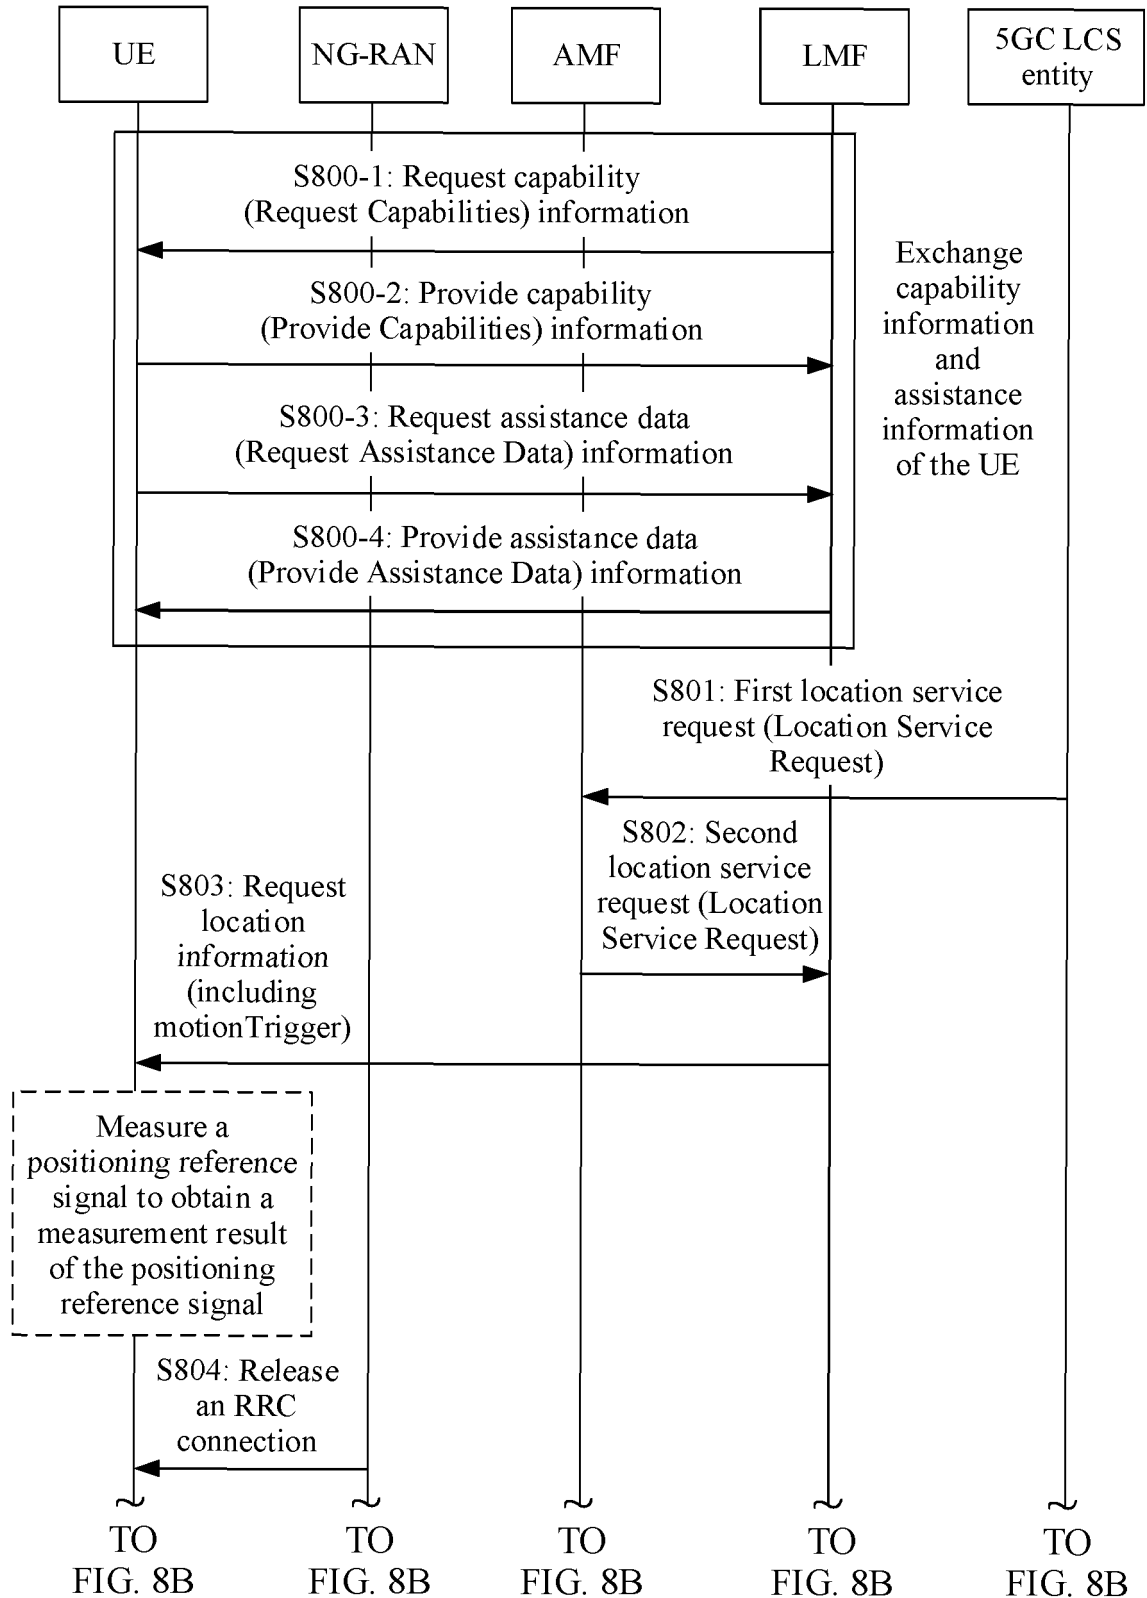 UE
NG-RAN
AMF
LMF
5GC LCS
entity
S800-1: Request capability
(Request Capabilities) information
S800-2: Provide capability
(Provide Capabilities) information
S800-3: Request assistance data
(Request Assistance Data) information
S800-4: Provide assistance data
(Provide Assistance Data) information
Exchange
capability
information
and
assistance
information
of the UE
S801: First location service
request (Location Service
Request)
S802: Second
location service
request (Location
Service Request)
S803: Request
location
information
(including
motionTrigger)
Measure a
positioning reference
signal to obtain a
measurement result
of the positioning
reference signal
S804: Release
an RRC
connection
TO
FIG. 8B
TO
FIG. 8B
TO
FIG. 8B
TO
FIG. 8B
TO
FIG. 8B